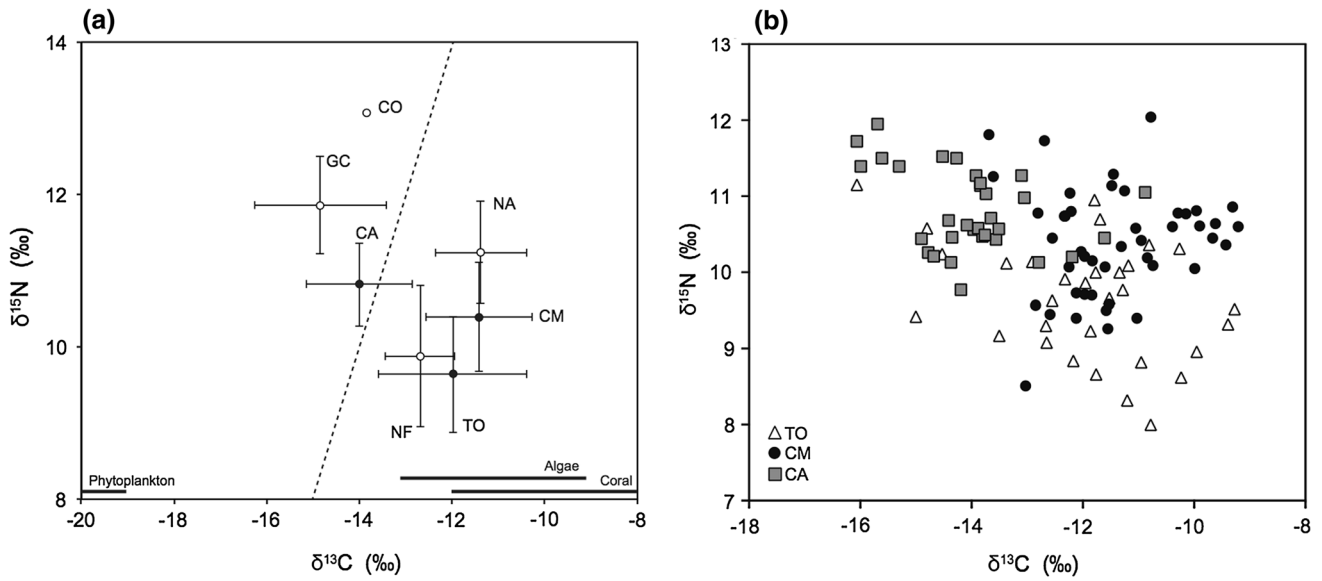 (a)
14
12
10
8
δ¹⁵N (‰)
CO
GC
NA
CA
CM
NF
TO
Algae
Phytoplankton
Coral
-20
-18
-16
-14
-12
-10
-8
δ¹³C (‰)
(b)
13
12
11
10
9
8
7
δ¹⁵N (‰)
TO
CM
CA
-18
-16
-14
-12
-10
-8
δ¹³C (‰)